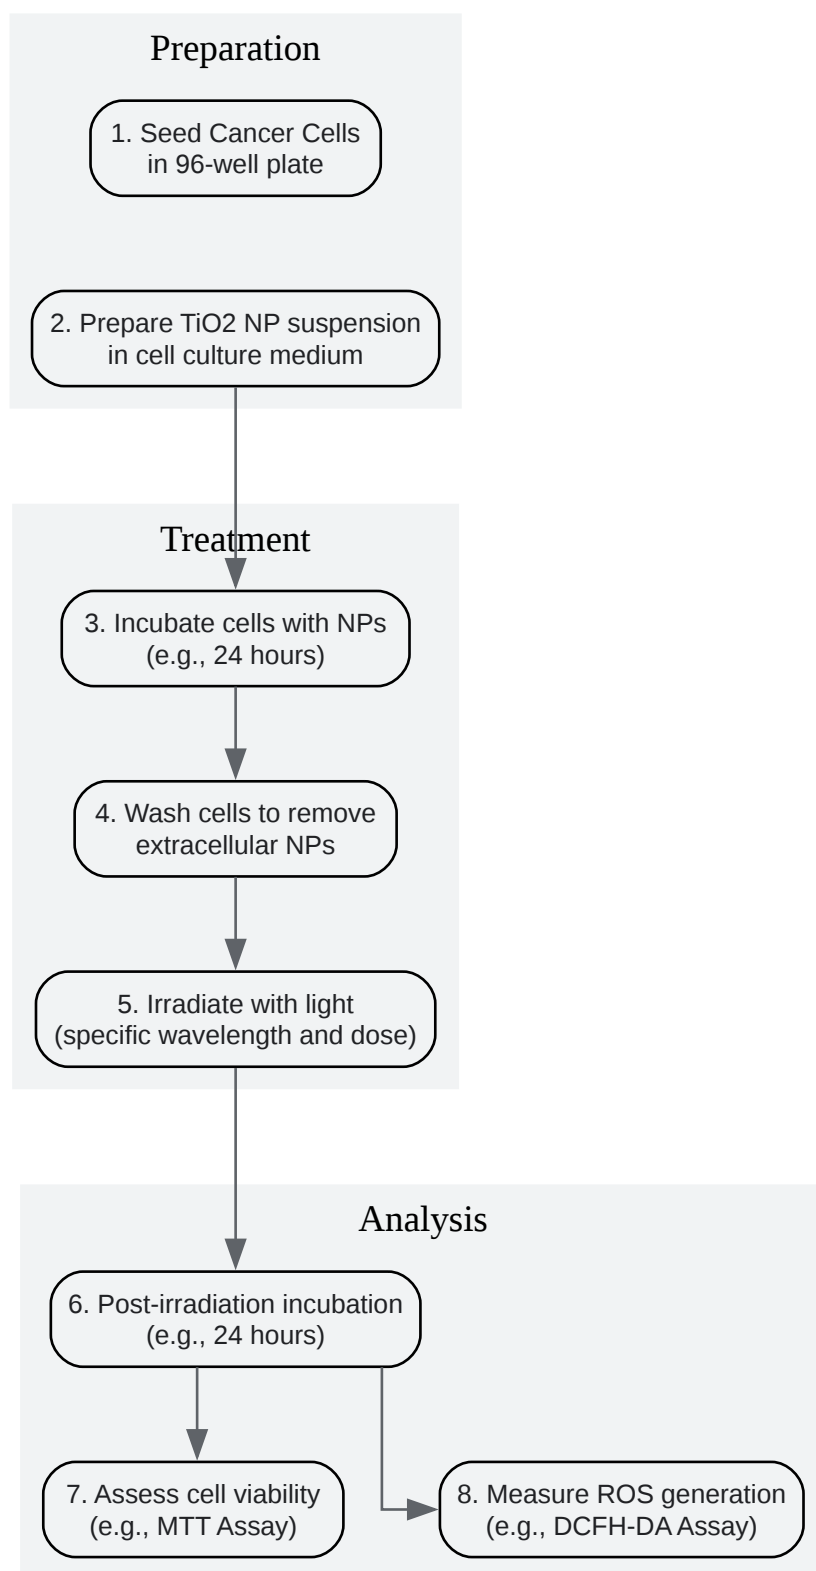 Preparation
1. Seed Cancer Cells
in 96-well plate
2. Prepare TiO2 NP suspension
in cell culture medium
Treatment
3. Incubate cells with NPs
(e.g., 24 hours)
4. Wash cells to remove
extracellular NPs
5. Irradiate with light
(specific wavelength and dose)
Analysis
6. Post-irradiation incubation
(e.g., 24 hours)
7. Assess cell viability
(e.g., MTT Assay)
8. Measure ROS generation
(e.g., DCFH-DA Assay)